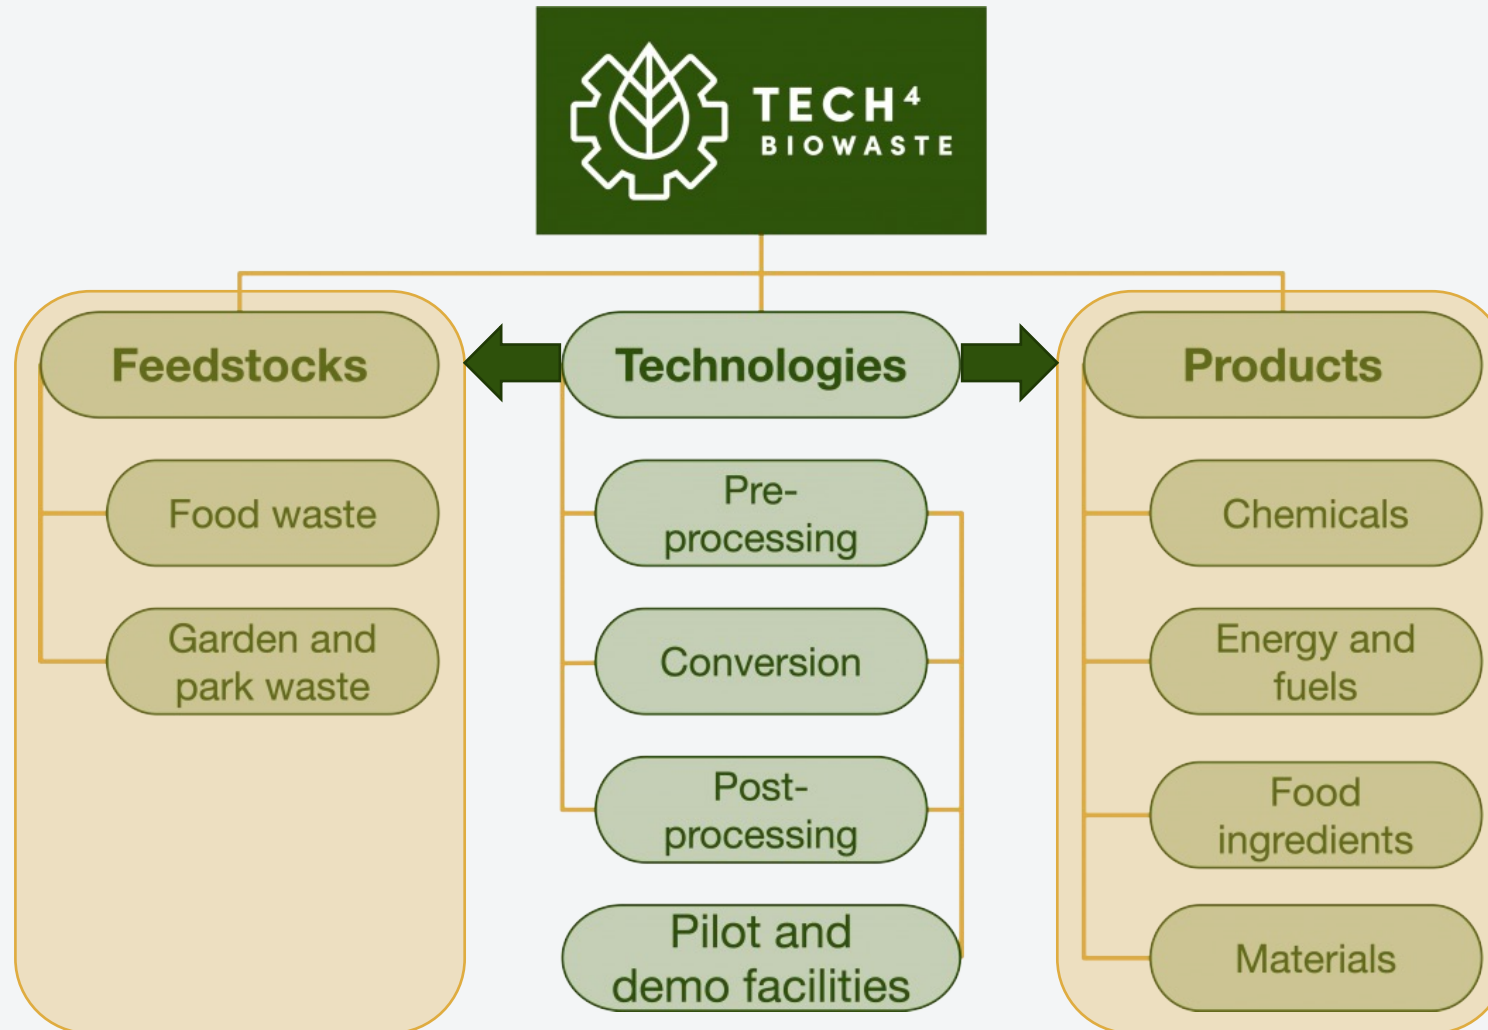 TECH⁴
BIOWASTE
Feedstocks
Food waste
Garden and
park waste
Technologies
Pre-
processing
Conversion
Post-
processing
Pilot and
demo facilities
Products
Chemicals
Energy and
fuels
Food
ingredients
Materials